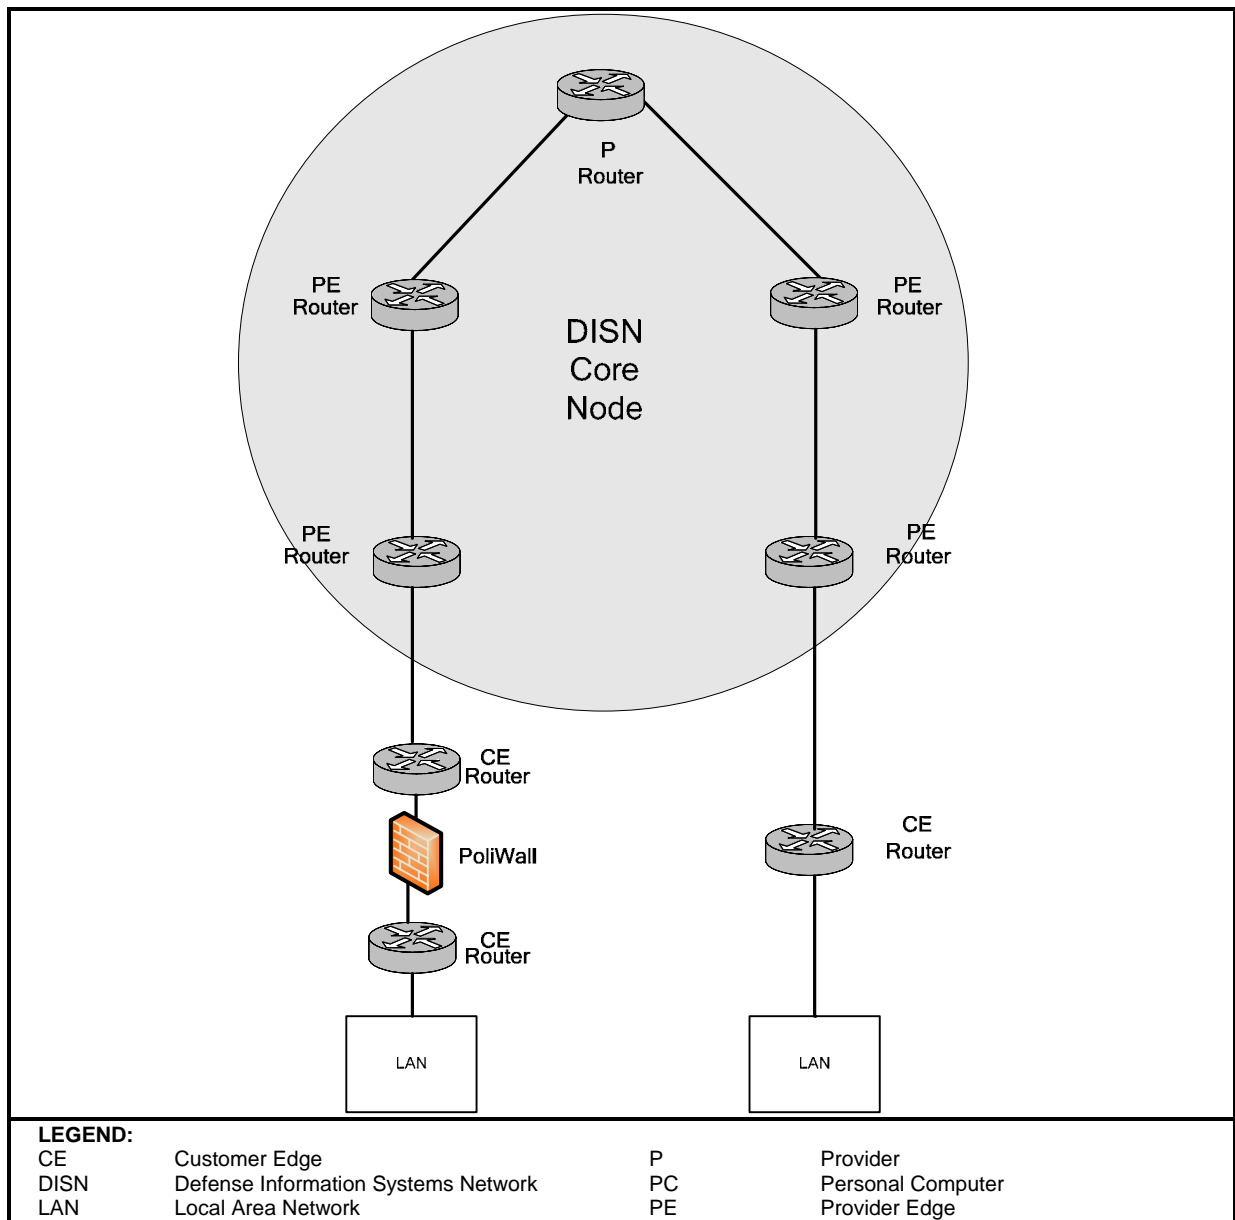 P
Router
PE
Router
PE
Router
DISN
Core
Node
PE
Router
PE
Router
CE
Router
PoliWall
CE
Router
CE
Router
LAN
LAN
LEGEND:
CE Customer Edge P Provider
DISN Defense Information Systems Network PC Personal Computer
LAN Local Area Network PE Provider Edge